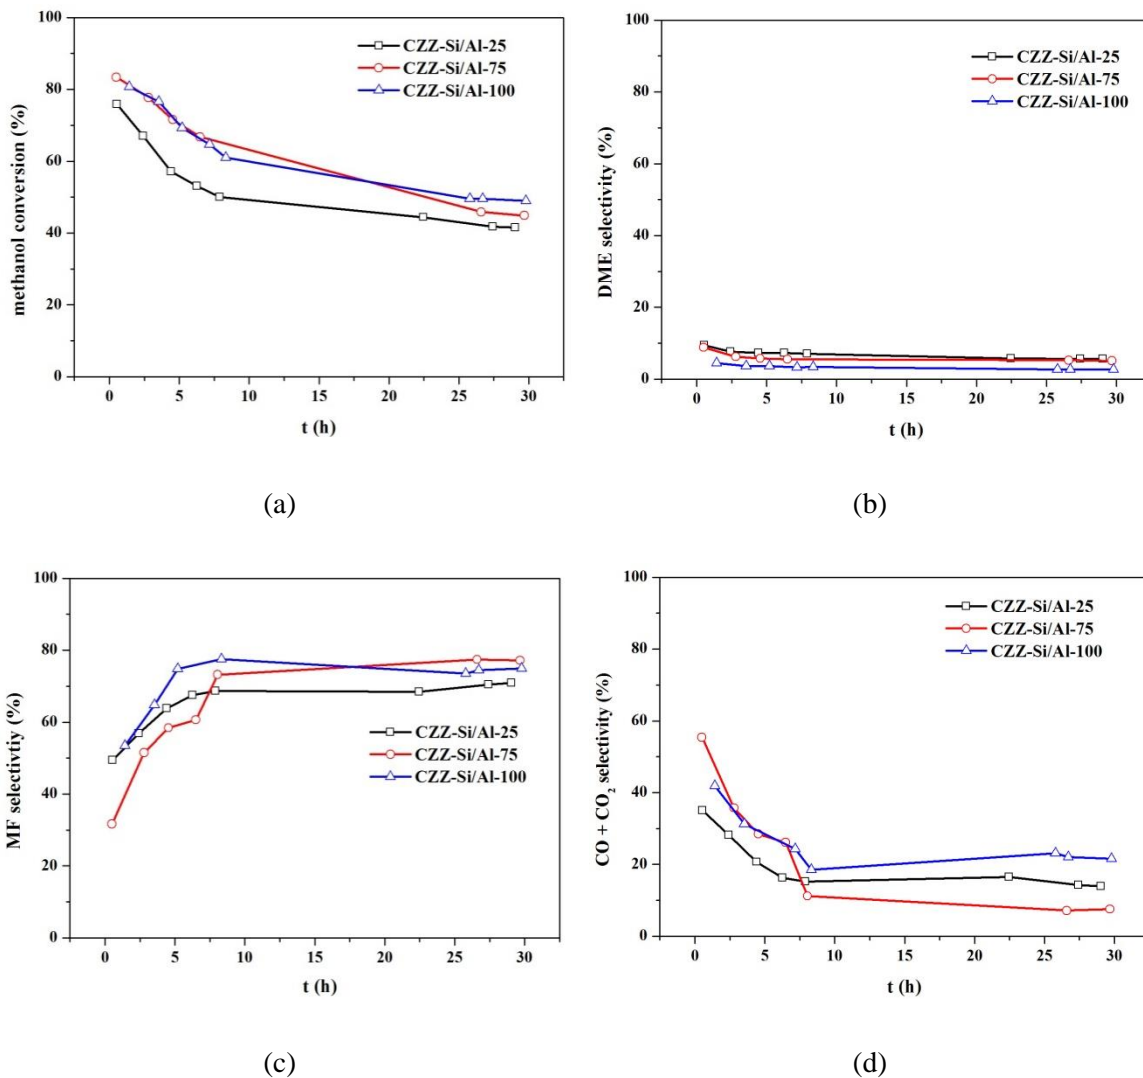 100
80
60
40
20
0
methanol conversion (%)
CZZ-Si/Al-25
CZZ-Si/Al-75
CZZ-Si/Al-100
0 5 10 15 20 25 30
t (h)
(a)
100
80
60
40
20
0
DME selectivity (%)
CZZ-Si/Al-25
CZZ-Si/Al-75
CZZ-Si/Al-100
0 5 10 15 20 25 30
t (h)
(b)
100
80
60
40
20
0
MF selectivtiy (%)
CZZ-Si/Al-25
CZZ-Si/Al-75
CZZ-Si/Al-100
0 5 10 15 20 25 30
t (h)
(c)
100
80
60
40
20
0
CO + CO₂ selectivity (%)
CZZ-Si/Al-25
CZZ-Si/Al-75
CZZ-Si/Al-100
0 5 10 15 20 25 30
t (h)
(d)